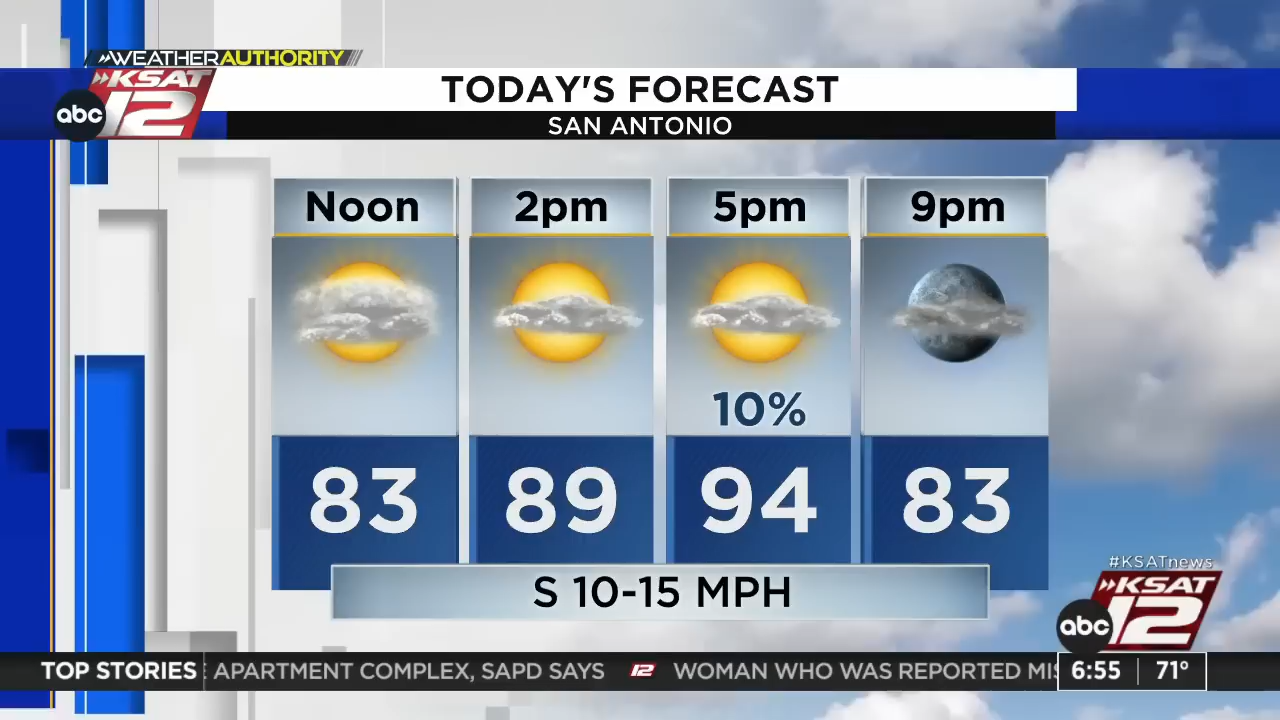 WEATHERAUTHORITY
KSAT
abc 12
TODAY'S FORECAST
SAN ANTONIO
Noon 2pm 5pm 9pm
10%
83 89 94 83
S 10-15 MPH
#KSATnews
KSAT
abc 12
TOP STORIES APARTMENT COMPLEX, SAPD SAYS 12 WOMAN WHO WAS REPORTED 6:55 71°